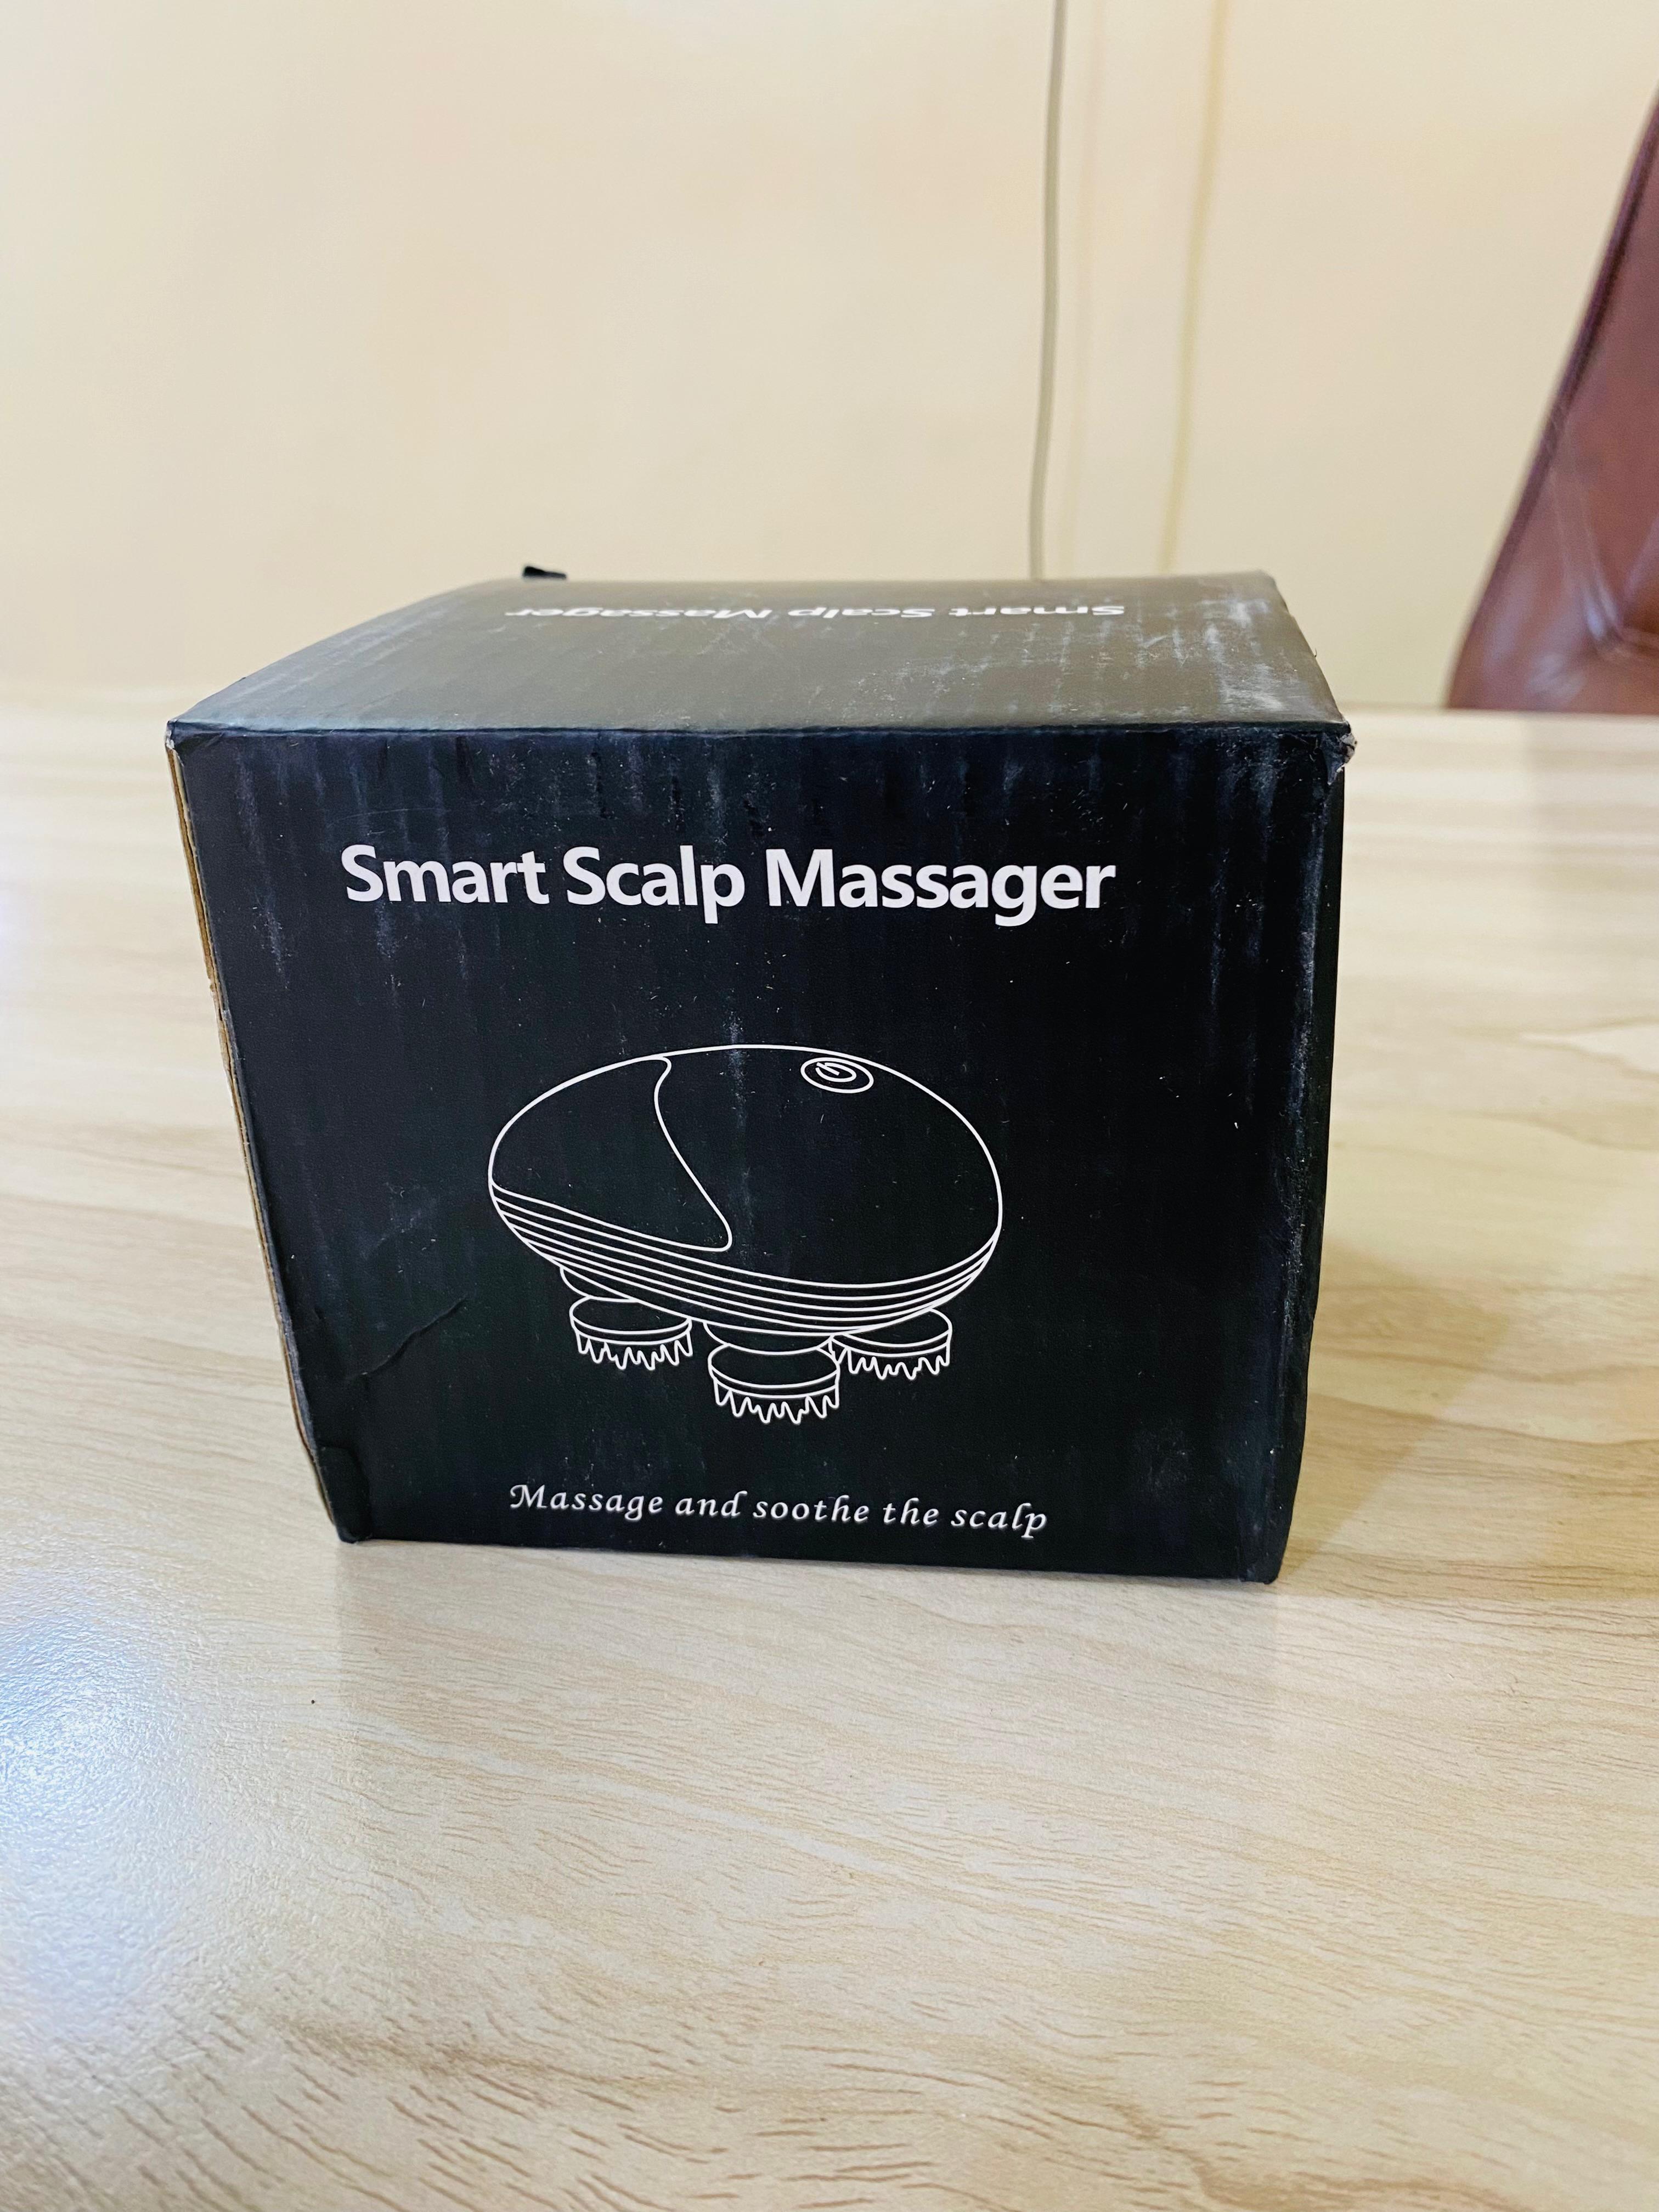 Smart Scalp Massager
Smart Scalp Massager
Massage and soothe the scalp